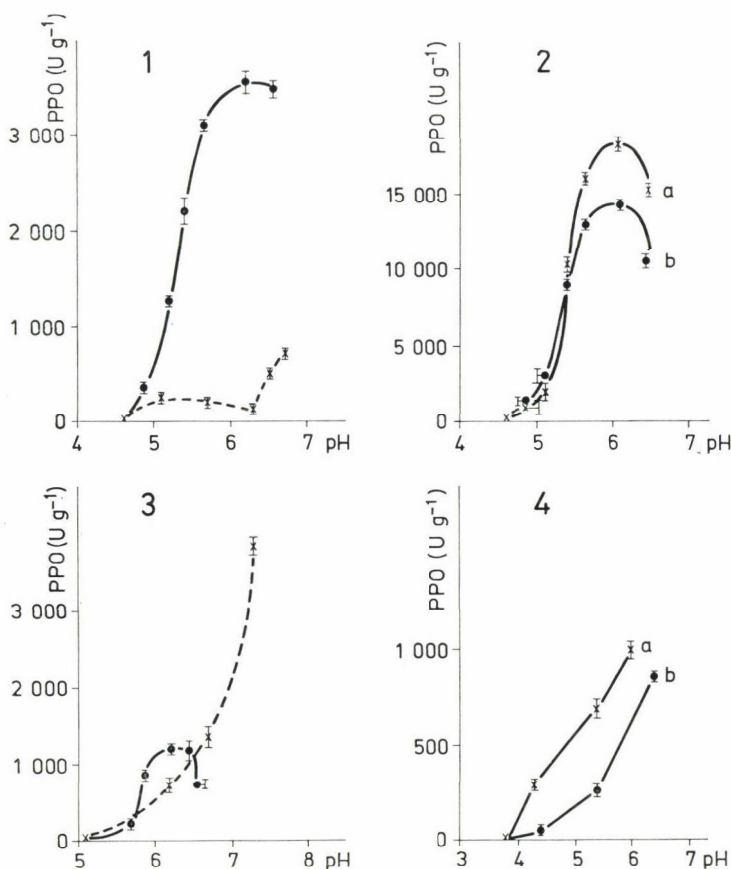 1
PPO (U g⁻¹)
3 000
2 000
1 000
0
4 5 6 7 pH
2
PPO (U g⁻¹)
15 000
10 000
5 000
0
a
b
4 5 6 7 pH
3
PPO (U g⁻¹)
3 000
2 000
1 000
0
5 6 7 8 pH
4
PPO (U g⁻¹)
1 000
500
0
a
b
3 4 5 6 7 pH